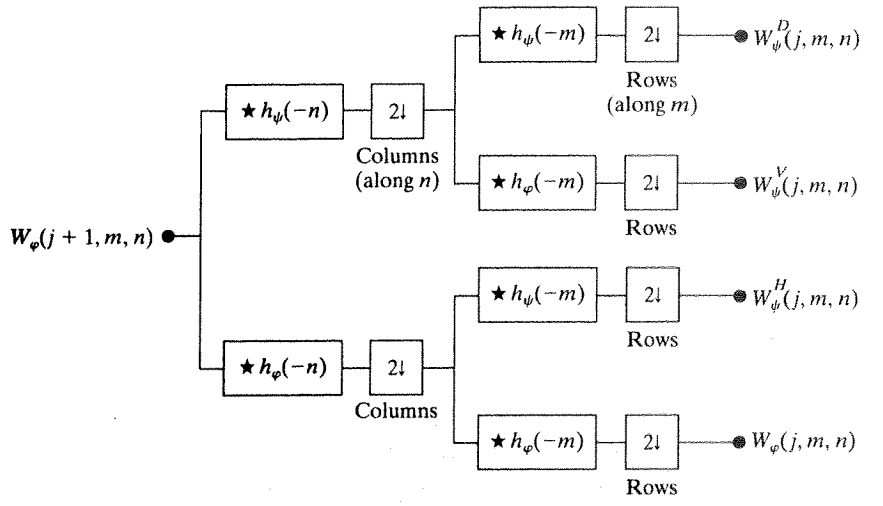 ★ h_ψ(−m) 2↓ W_ψ^D(j, m, n)
Rows
(along m)
★ h_ψ(−n) 2↓
Columns
(along n)
★ h_φ(−m) 2↓ W_ψ^V(j, m, n)
Rows
W_φ(j + 1, m, n)
★ h_ψ(−m) 2↓ W_ψ^H(j, m, n)
Rows
★ h_φ(−n) 2↓
Columns
★ h_φ(−m) 2↓ W_φ(j, m, n)
Rows